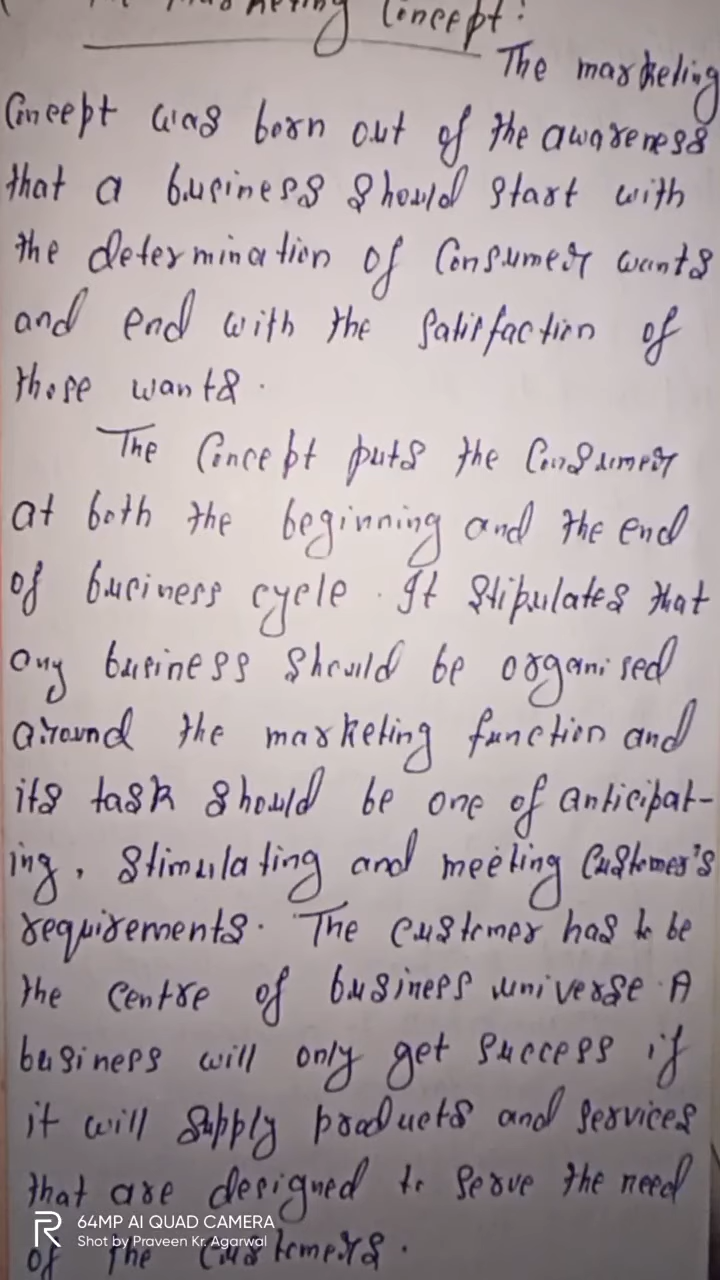 The Marketing Concept:
The marketing
Concept was born out of the awareness
that a business should start with
the determination of Consumer wants
and end with the satisfaction of
those wants.
The Concept puts the Consumer
at both the beginning and the end
of business cycle. It stipulates that
any business should be organised
around the marketing function and
its task should be one of anticipat-
ing, stimulating and meeting Customer's
requirements. The customer has to be
the centre of business universe. A
business will only get success if
it will supply products and services
that are designed to serve the need
of the customers.
64MP AI QUAD CAMERA
Shot by Praveen Kr. Agarwal